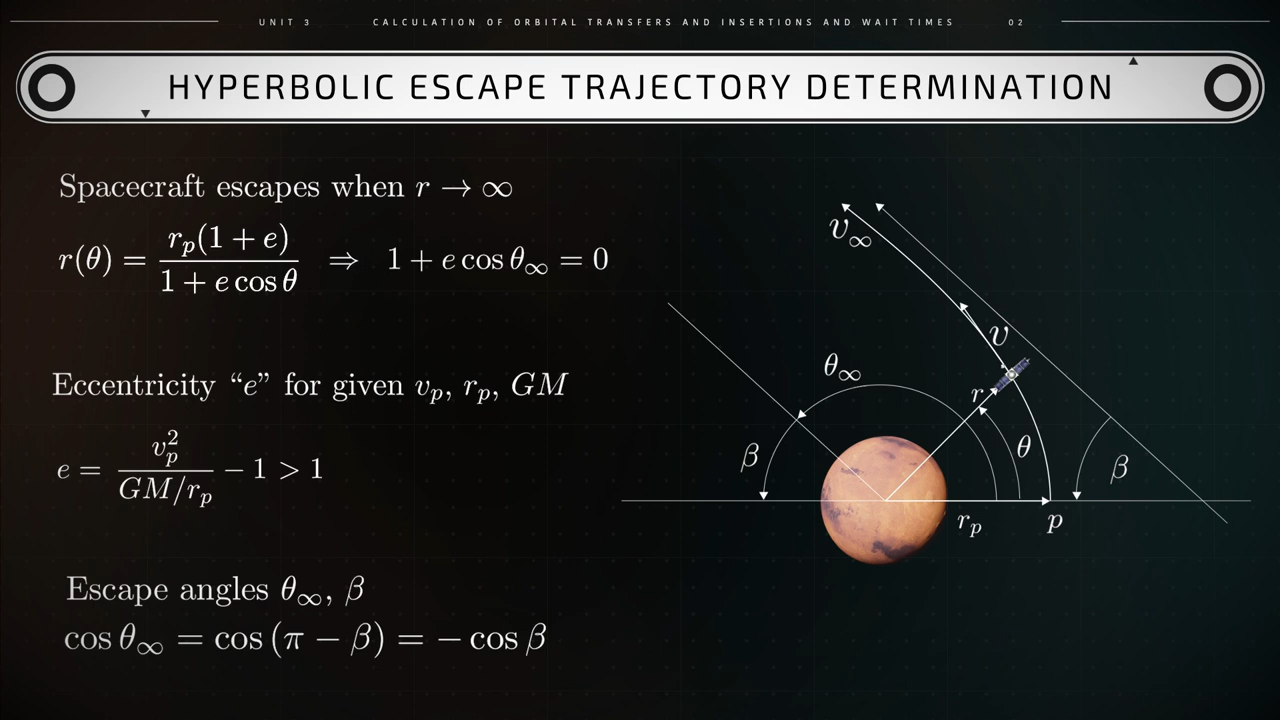 UNIT 3 CALCULATION OF ORBITAL TRANSFERS AND INSERTIONS AND WAIT TIMES 02
HYPERBOLIC ESCAPE TRAJECTORY DETERMINATION
Spacecraft escapes when r → ∞
r(θ) = r_p(1 + e) / 1 + e cos θ ⇒ 1 + e cos θ_∞ = 0
Eccentricity “e” for given v_p, r_p, GM
e = v_p^2 / GM/r_p − 1 > 1
Escape angles θ_∞, β
cos θ_∞ = cos (π − β) = − cos β
v_∞
v
θ_∞
r
β
θ
β
r_p
p